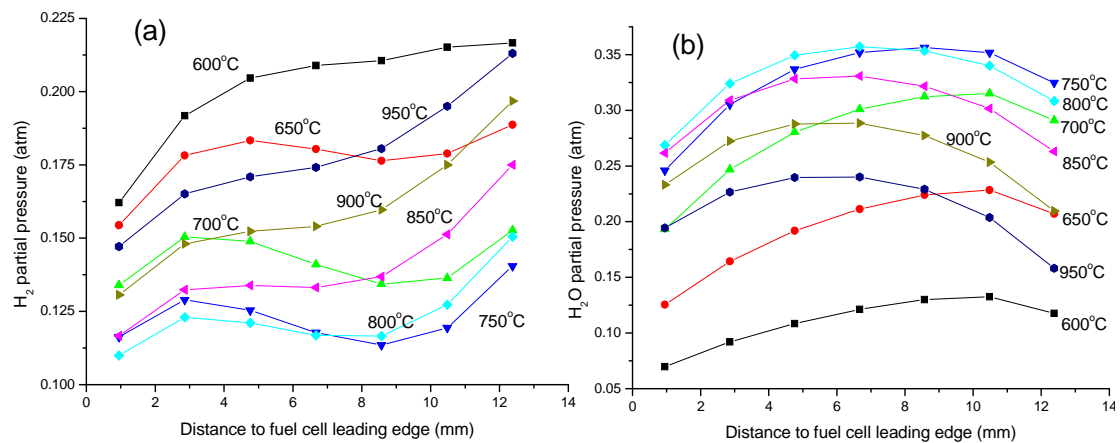 (a)
H₂ partial pressure (atm)
0.225
0.200
0.175
0.150
0.125
0.100
600°C
650°C
950°C
700°C
900°C
850°C
800°C
750°C
0 2 4 6 8 10 12 14
Distance to fuel cell leading edge (mm)
(b)
H₂O partial pressure (atm)
0.35
0.30
0.25
0.20
0.15
0.10
0.05
750°C
800°C
700°C
850°C
900°C
650°C
950°C
600°C
0 2 4 6 8 10 12 14
Distance to fuel cell leading edge (mm)